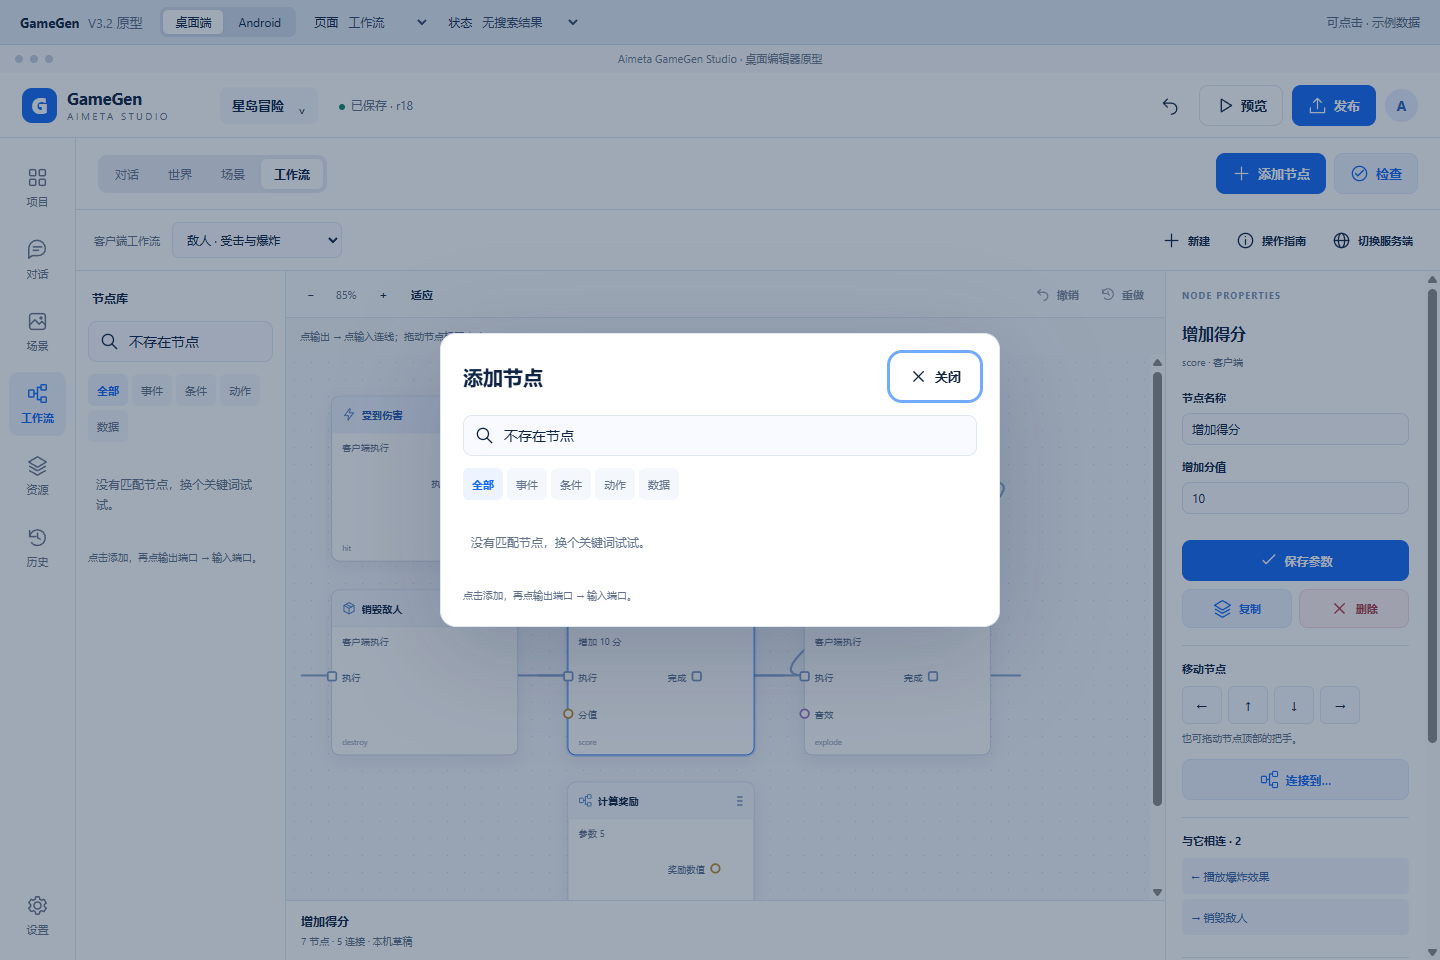 GameGen V3.2 原型 桌面端 Android 页面 工作流 状态 无搜索结果 可点击 · 示例数据
Aimeta GameGen Studio · 桌面编辑器原型
G GameGen
AIMETA STUDIO
星岛冒险 已保存 · r18 预览 发布 A
项目
对话
场景
工作流
资源
历史
设置
对话 世界 场景 工作流 添加节点 检查
客户端工作流 敌人 · 受击与爆炸 新建 操作指南 切换服务端
节点库
不存在节点
全部 事件 条件 动作
数据
没有匹配节点，换个关键词试
试。
点击添加，再点输出端口 → 输入端口。
− 85% + 适应 撤销 重做
点输出 → 点输入连线；拖动节点
受到伤害
客户端执行
执
hit
销毁敌人
客户端执行
执行
destroy
增加 10 分
执行 完成
分值
score
客户端执行
执行 完成
音效
explode
计算奖励
参数 5
奖励数值
增加得分
7 节点 · 5 连接 · 本机草稿
添加节点
关闭
不存在节点
全部 事件 条件 动作 数据
没有匹配节点，换个关键词试试。
点击添加，再点输出端口 → 输入端口。
NODE PROPERTIES
增加得分
score · 客户端
节点名称
增加得分
增加分值
10
保存参数
复制 删除
移动节点
← ↑ ↓ →
也可拖动节点顶部的把手。
连接到...
与它相连 · 2
← 播放爆炸效果
→ 销毁敌人